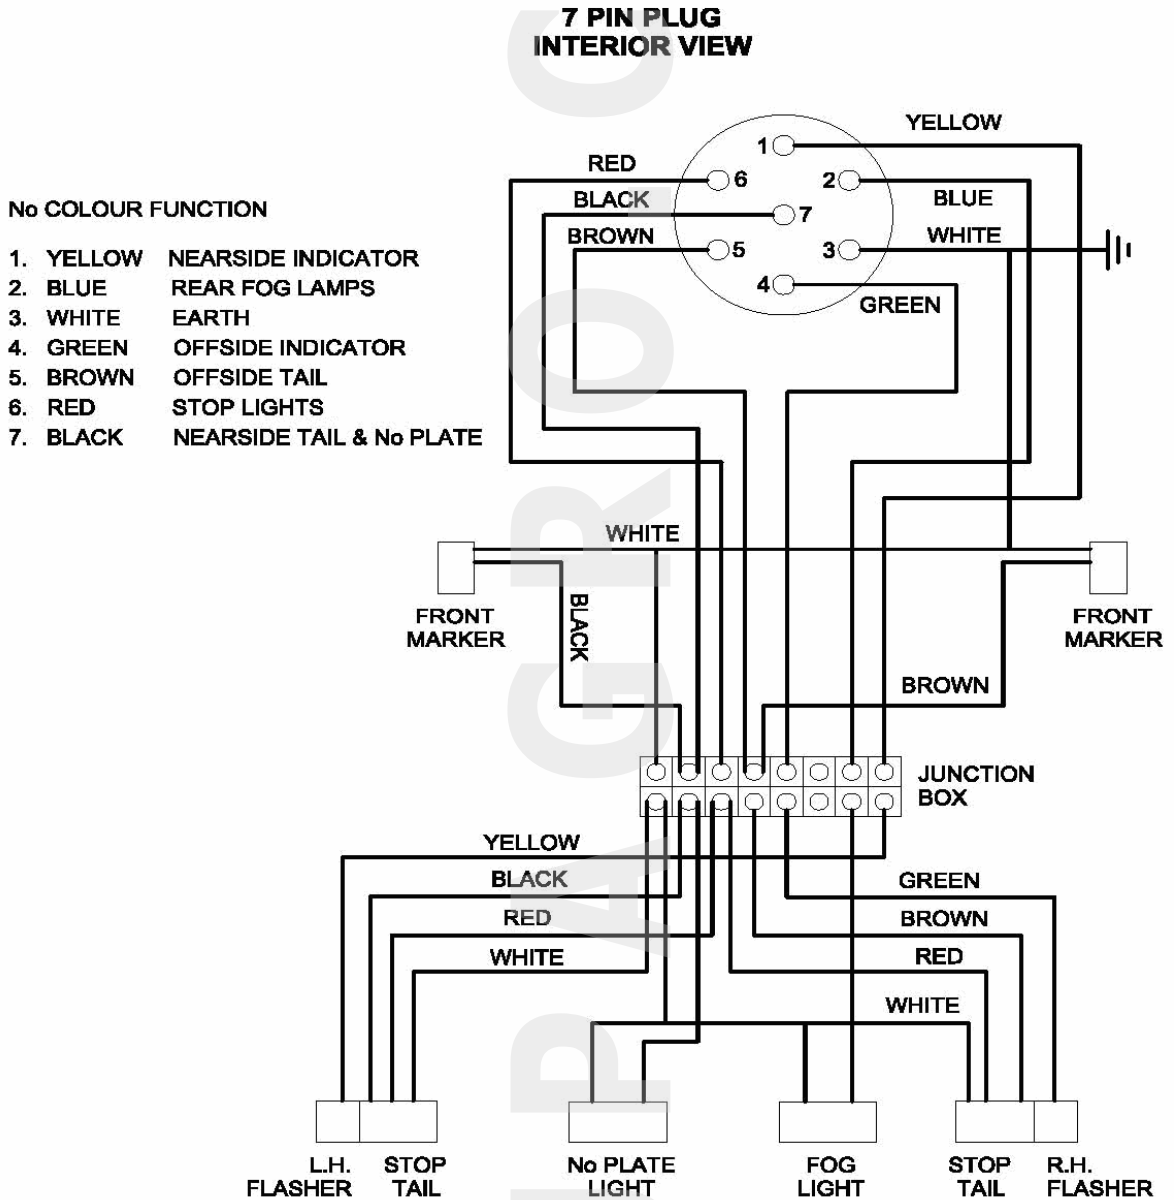 7 PIN PLUG
INTERIOR VIEW
YELLOW
1
RED
6
2
BLACK
BLUE
7
BROWN
WHITE
5
3
4
GREEN
No COLOUR FUNCTION
1. YELLOW NEARSIDE INDICATOR
2. BLUE REAR FOG LAMPS
3. WHITE EARTH
4. GREEN OFFSIDE INDICATOR
5. BROWN OFFSIDE TAIL
6. RED STOP LIGHTS
7. BLACK NEARSIDE TAIL & No PLATE
WHITE
FRONT
MARKER
BLACK
FRONT
MARKER
BROWN
JUNCTION
BOX
YELLOW
BLACK
GREEN
RED
BROWN
WHITE
RED
WHITE
L.H.
FLASHER
STOP
TAIL
No PLATE
LIGHT
FOG
LIGHT
STOP
TAIL
R.H.
FLASHER
P AGRO C